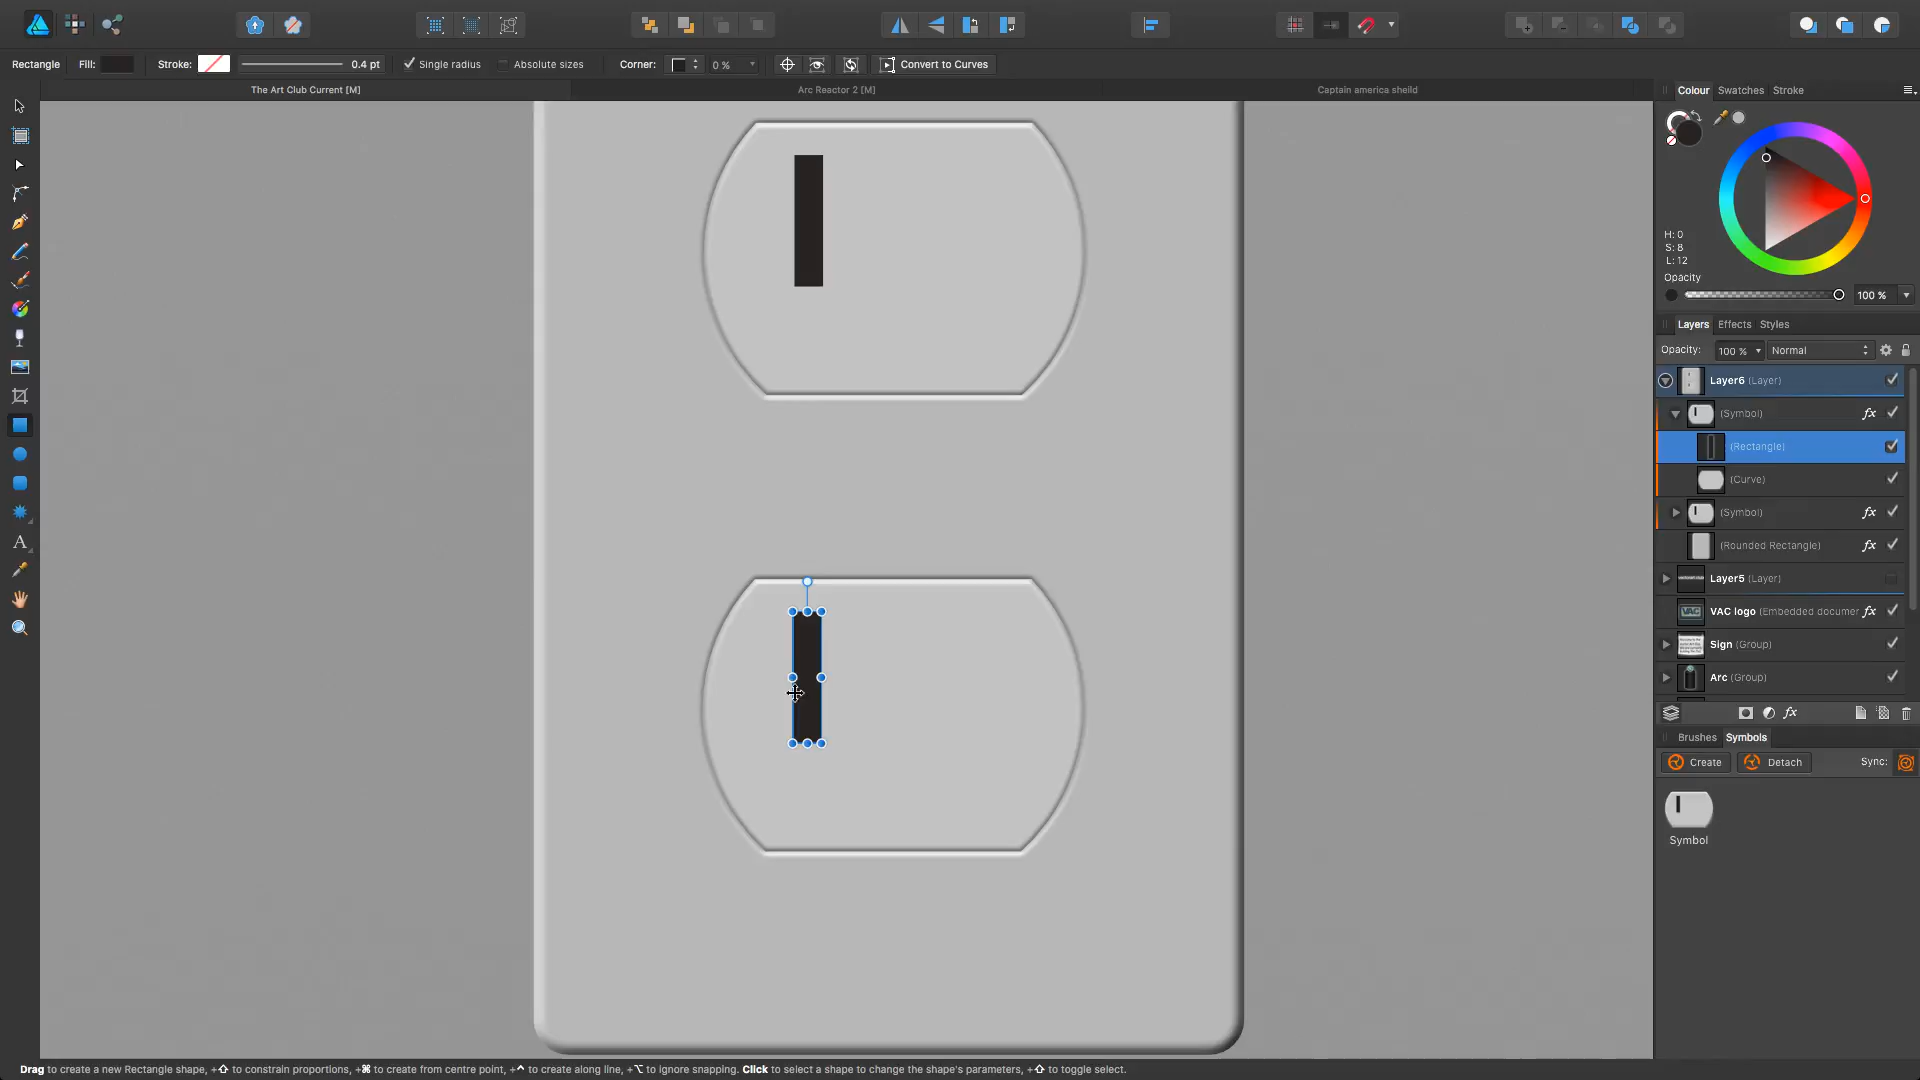 Rectangle Fill: Stroke: 0.4 pt Single radius Absolute sizes Corner: 0 % Convert to Curves
The Art Club Current [M] Arc Reactor 2 [M] Captain america sheild
Colour Swatches Stroke
H: 0
S: 8
L: 12
Opacity
100 %
Layers Effects Styles
Opacity: 100 % Normal
Layer6 (Layer)
(Symbol) fx
(Rectangle)
(Curve)
(Symbol) fx
(Rounded Rectangle) fx
Layer5 (Layer)
VAC logo (Embedded documer fx
Sign (Group)
Arc (Group)
fx
Brushes Symbols
Create Detach Sync:
Symbol
A
Drag to create a new Rectangle shape, +⇧ to constrain proportions, +⌘ to create from centre point, +^ to create along line, +⌥ to ignore snapping. Click to select a shape to change the shape's parameters, +⇧ to toggle select.